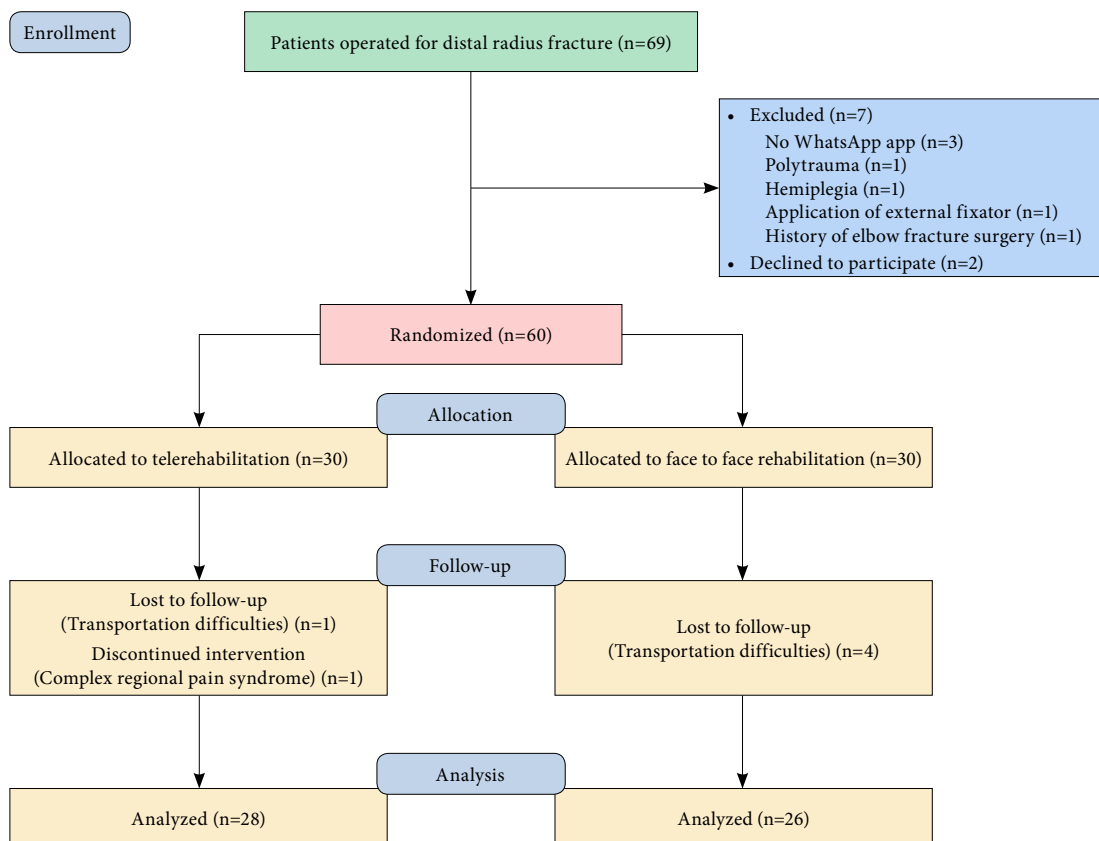 Enrollment
Patients operated for distal radius fracture (n=69)
• Excluded (n=7)
No WhatsApp app (n=3)
Polytrauma (n=1)
Hemiplegia (n=1)
Application of external fixator (n=1)
History of elbow fracture surgery (n=1)
• Declined to participate (n=2)
Randomized (n=60)
Allocation
Allocated to telerehabilitation (n=30)
Allocated to face to face rehabilitation (n=30)
Follow-up
Lost to follow-up
(Transportation difficulties) (n=1)
Discontinued intervention
(Complex regional pain syndrome) (n=1)
Lost to follow-up
(Transportation difficulties) (n=4)
Analysis
Analyzed (n=28)
Analyzed (n=26)